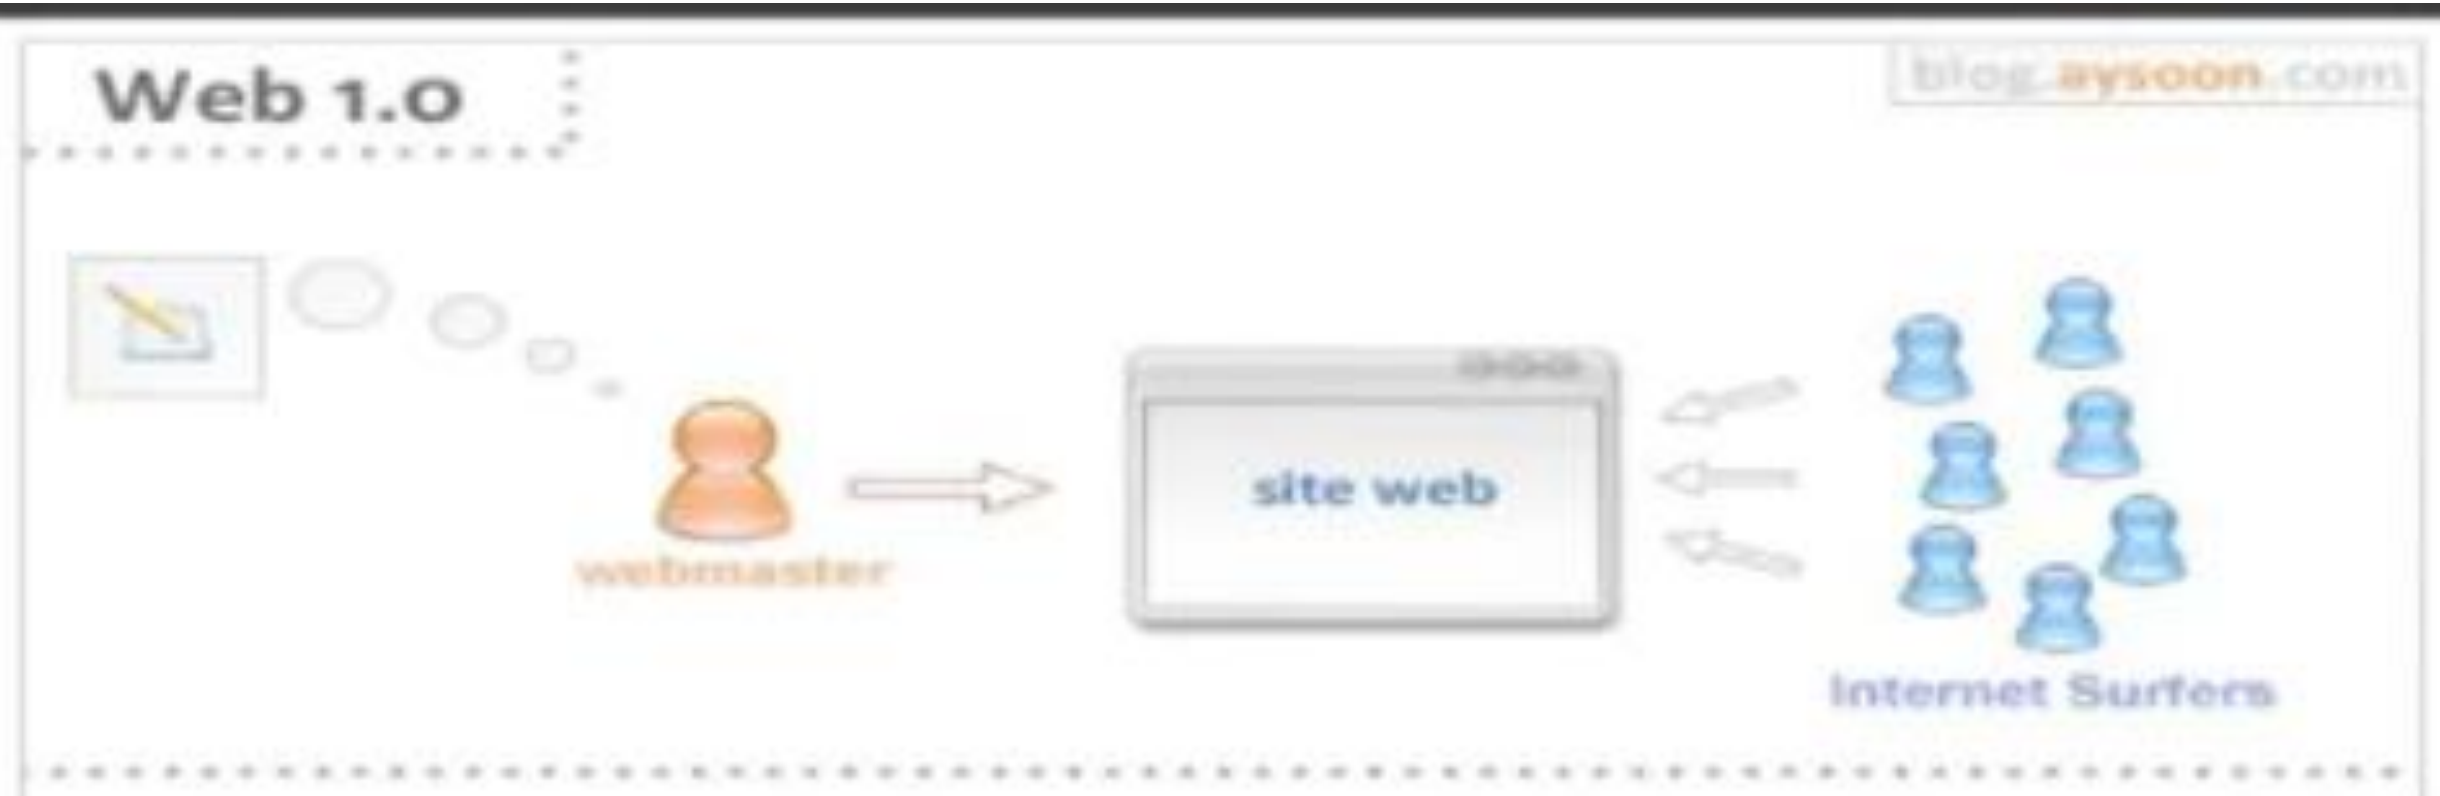 Web 1.0
blog.aysoon.com
webmaster
site web
Internet Surfers